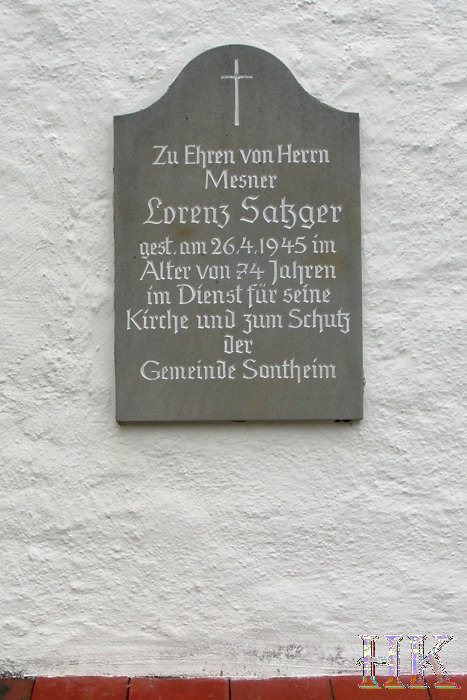 Zu Ehren von Herrn
Mesner
Lorenz Satzger
gest. am 26.4.1945 im
Alter von 74 Jahren
im Dienst für seine
Kirche und zum Schutz
der
Gemeinde Sontheim
HK